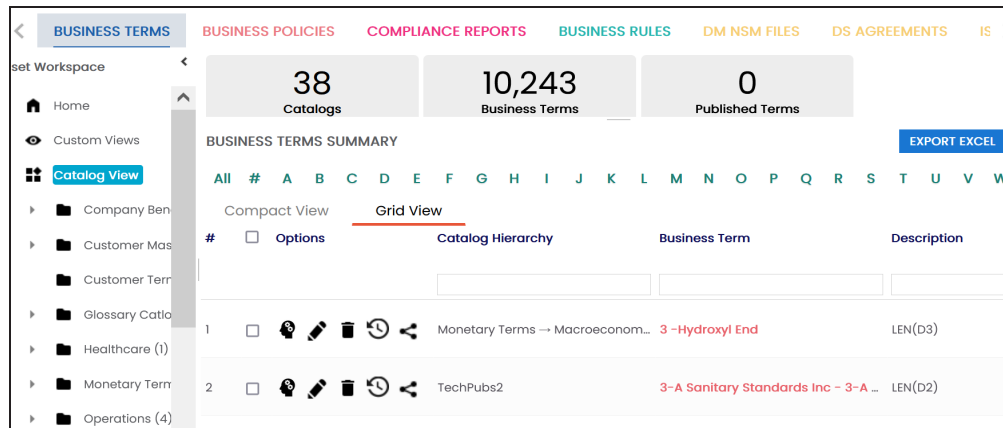 BUSINESS TERMS BUSINESS POLICIES COMPLIANCE REPORTS BUSINESS RULES DM NSM FILES DS AGREEMENTS IS
set Workspace
Home
Custom Views
Catalog View
Company Ben
Customer Mas
Customer Tern
Glossary Catlo
Healthcare (1)
Monetary Term
Operations (4)
38
Catalogs
10,243
Business Terms
0
Published Terms
BUSINESS TERMS SUMMARY EXPORT EXCEL
All # A B C D E F G H I J K L M N O P Q R S T U V W
Compact View Grid View
# Options Catalog Hierarchy Business Term Description
1 Monetary Terms → Macroeconom... 3 -Hydroxyl End LEN(D3)
2 TechPubs2 3-A Sanitary Standards Inc - 3-A ... LEN(D2)